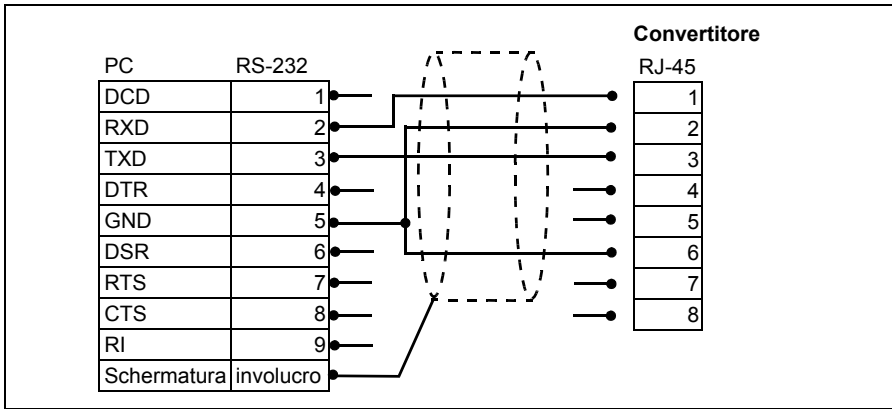 Convertitore
PC RS-232 RJ-45
DCD 1 1
RXD 2 2
TXD 3 3
DTR 4 4
GND 5 5
DSR 6 6
RTS 7 7
CTS 8 8
RI 9
Schermatura involucro